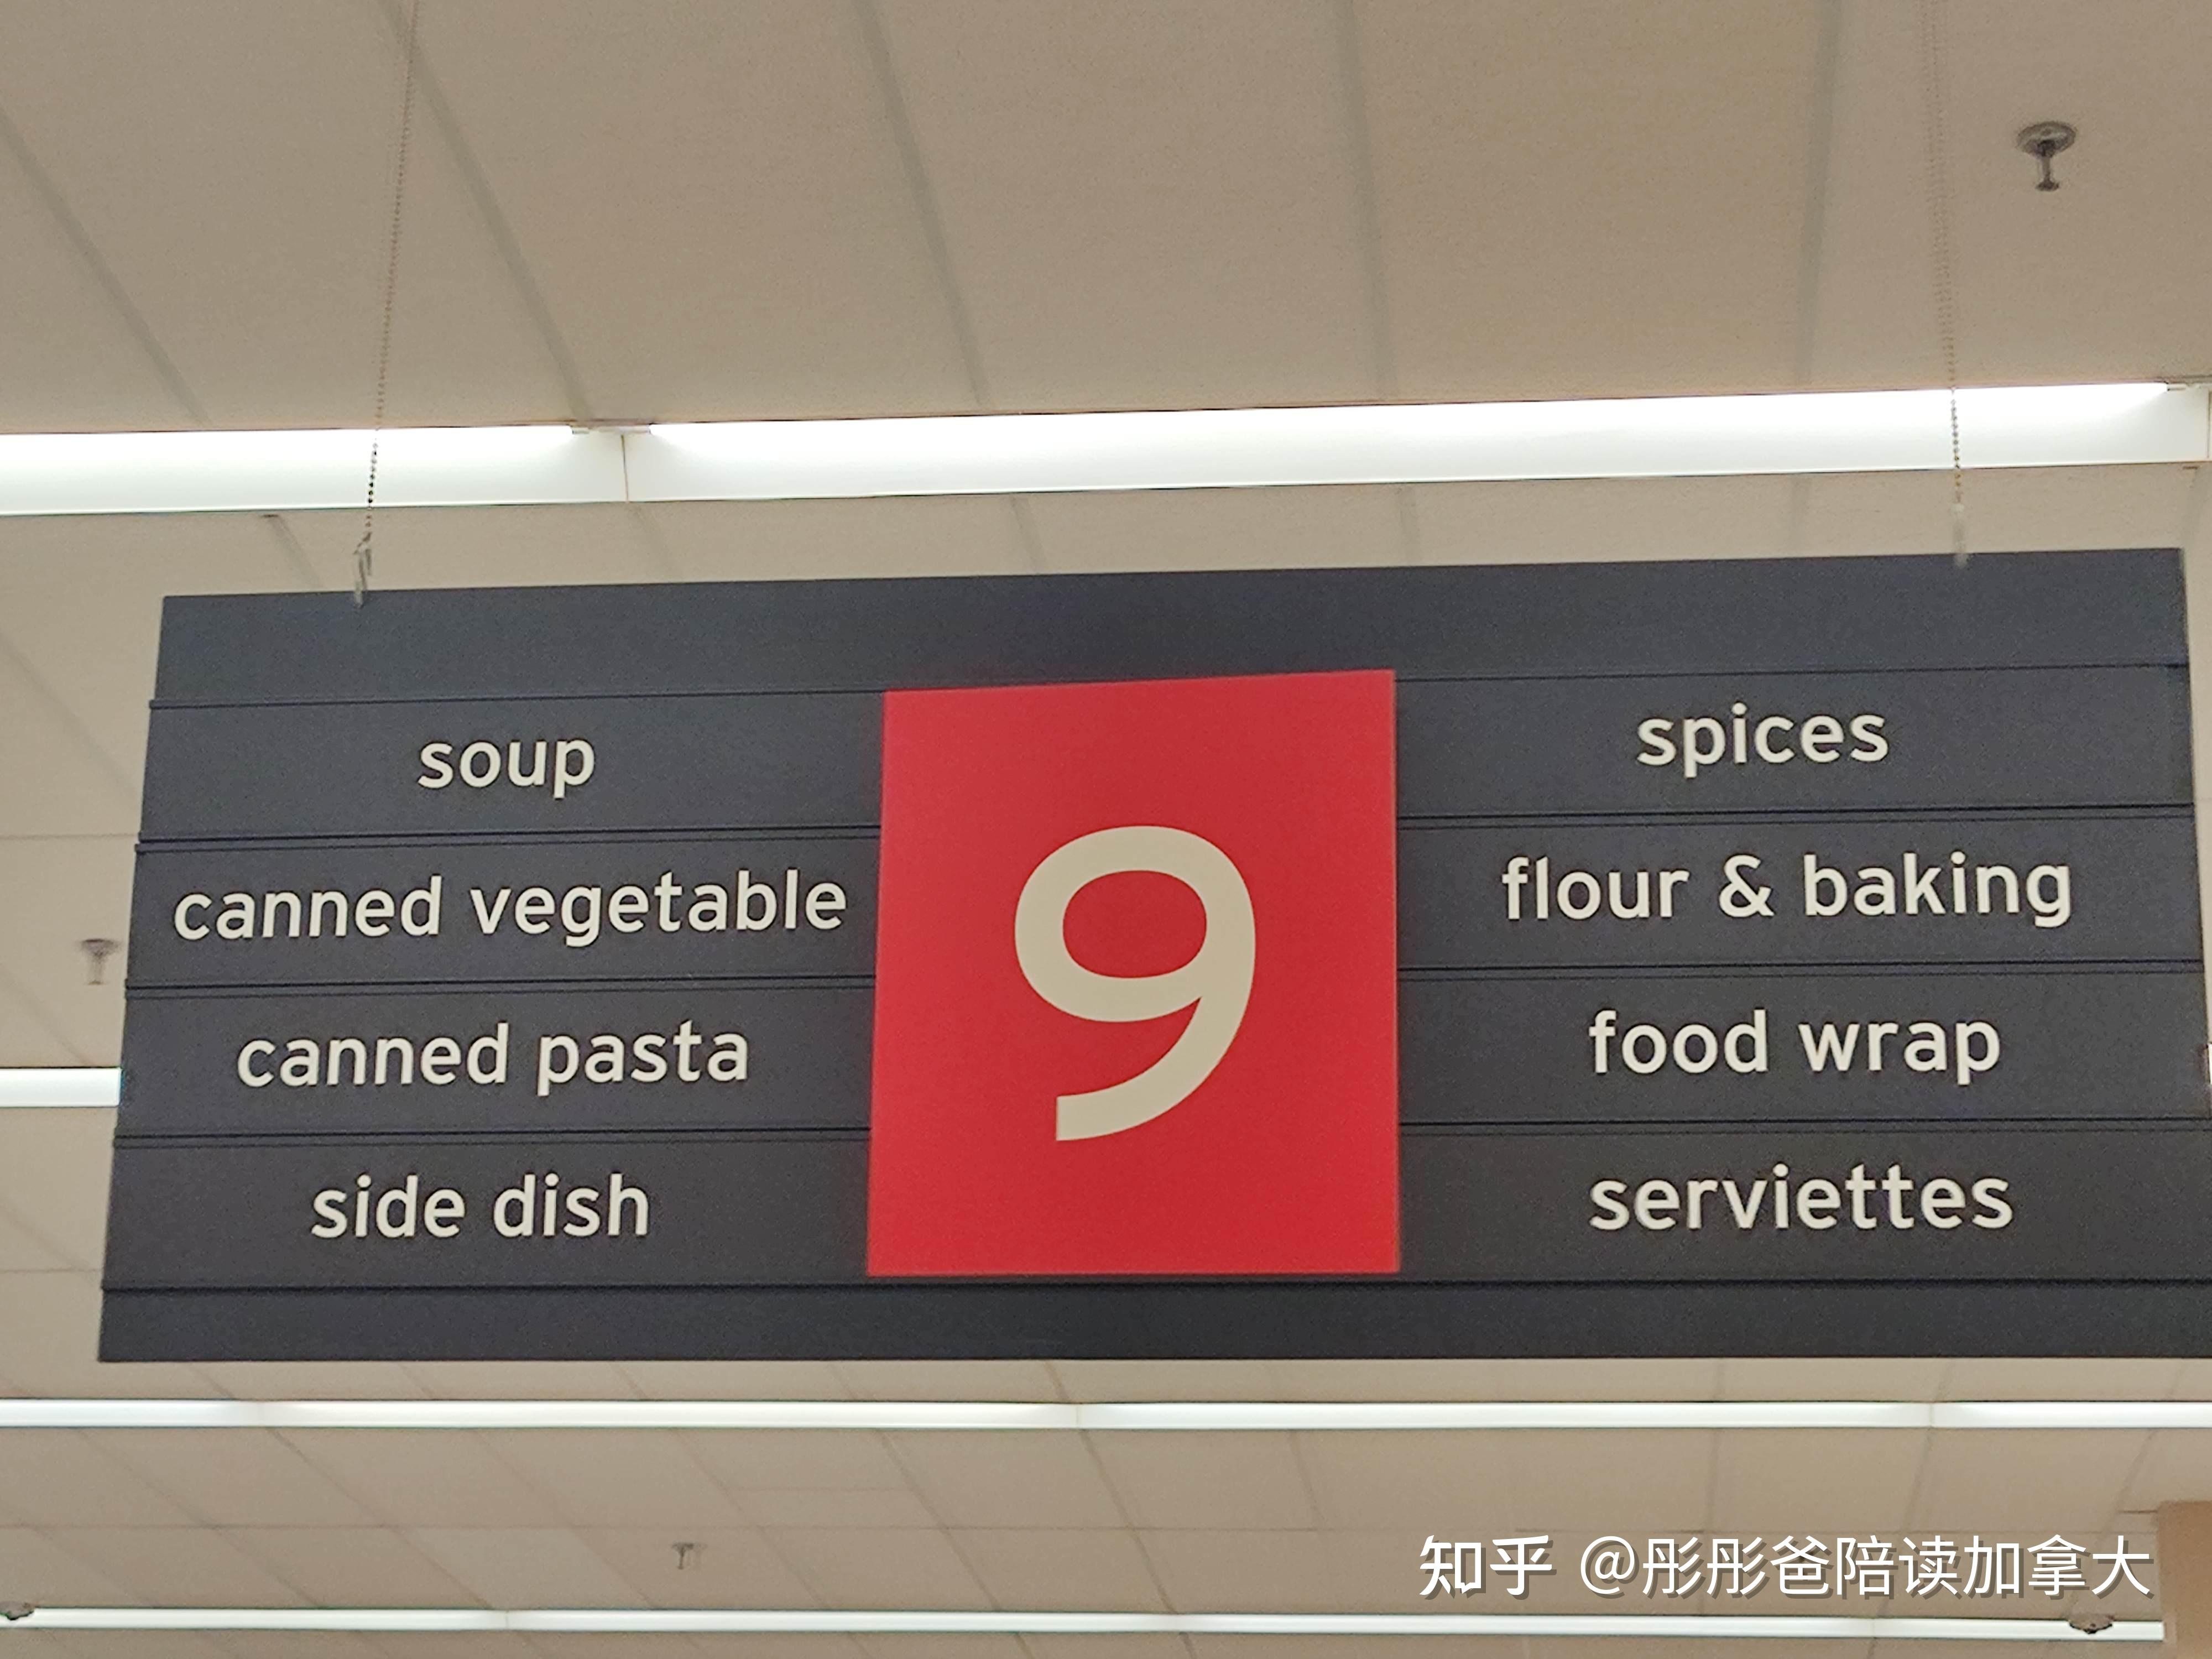 soup
canned vegetable
canned pasta
side dish
9
spices
flour & baking
food wrap
serviettes
知乎 @彤彤爸陪读加拿大